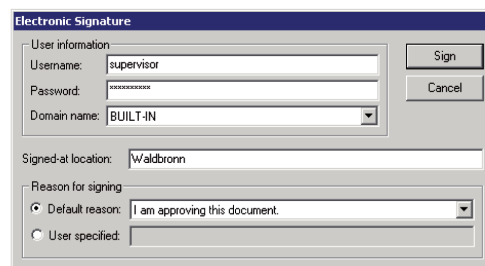 Electronic Signature
User information
Username: supervisor
Password: xxxxxxxxxx
Domain name: BUILT-IN
Sign
Cancel
Signed-at location: Waldbronn
Reason for signing
Default reason: I am approving this document.
User specified: